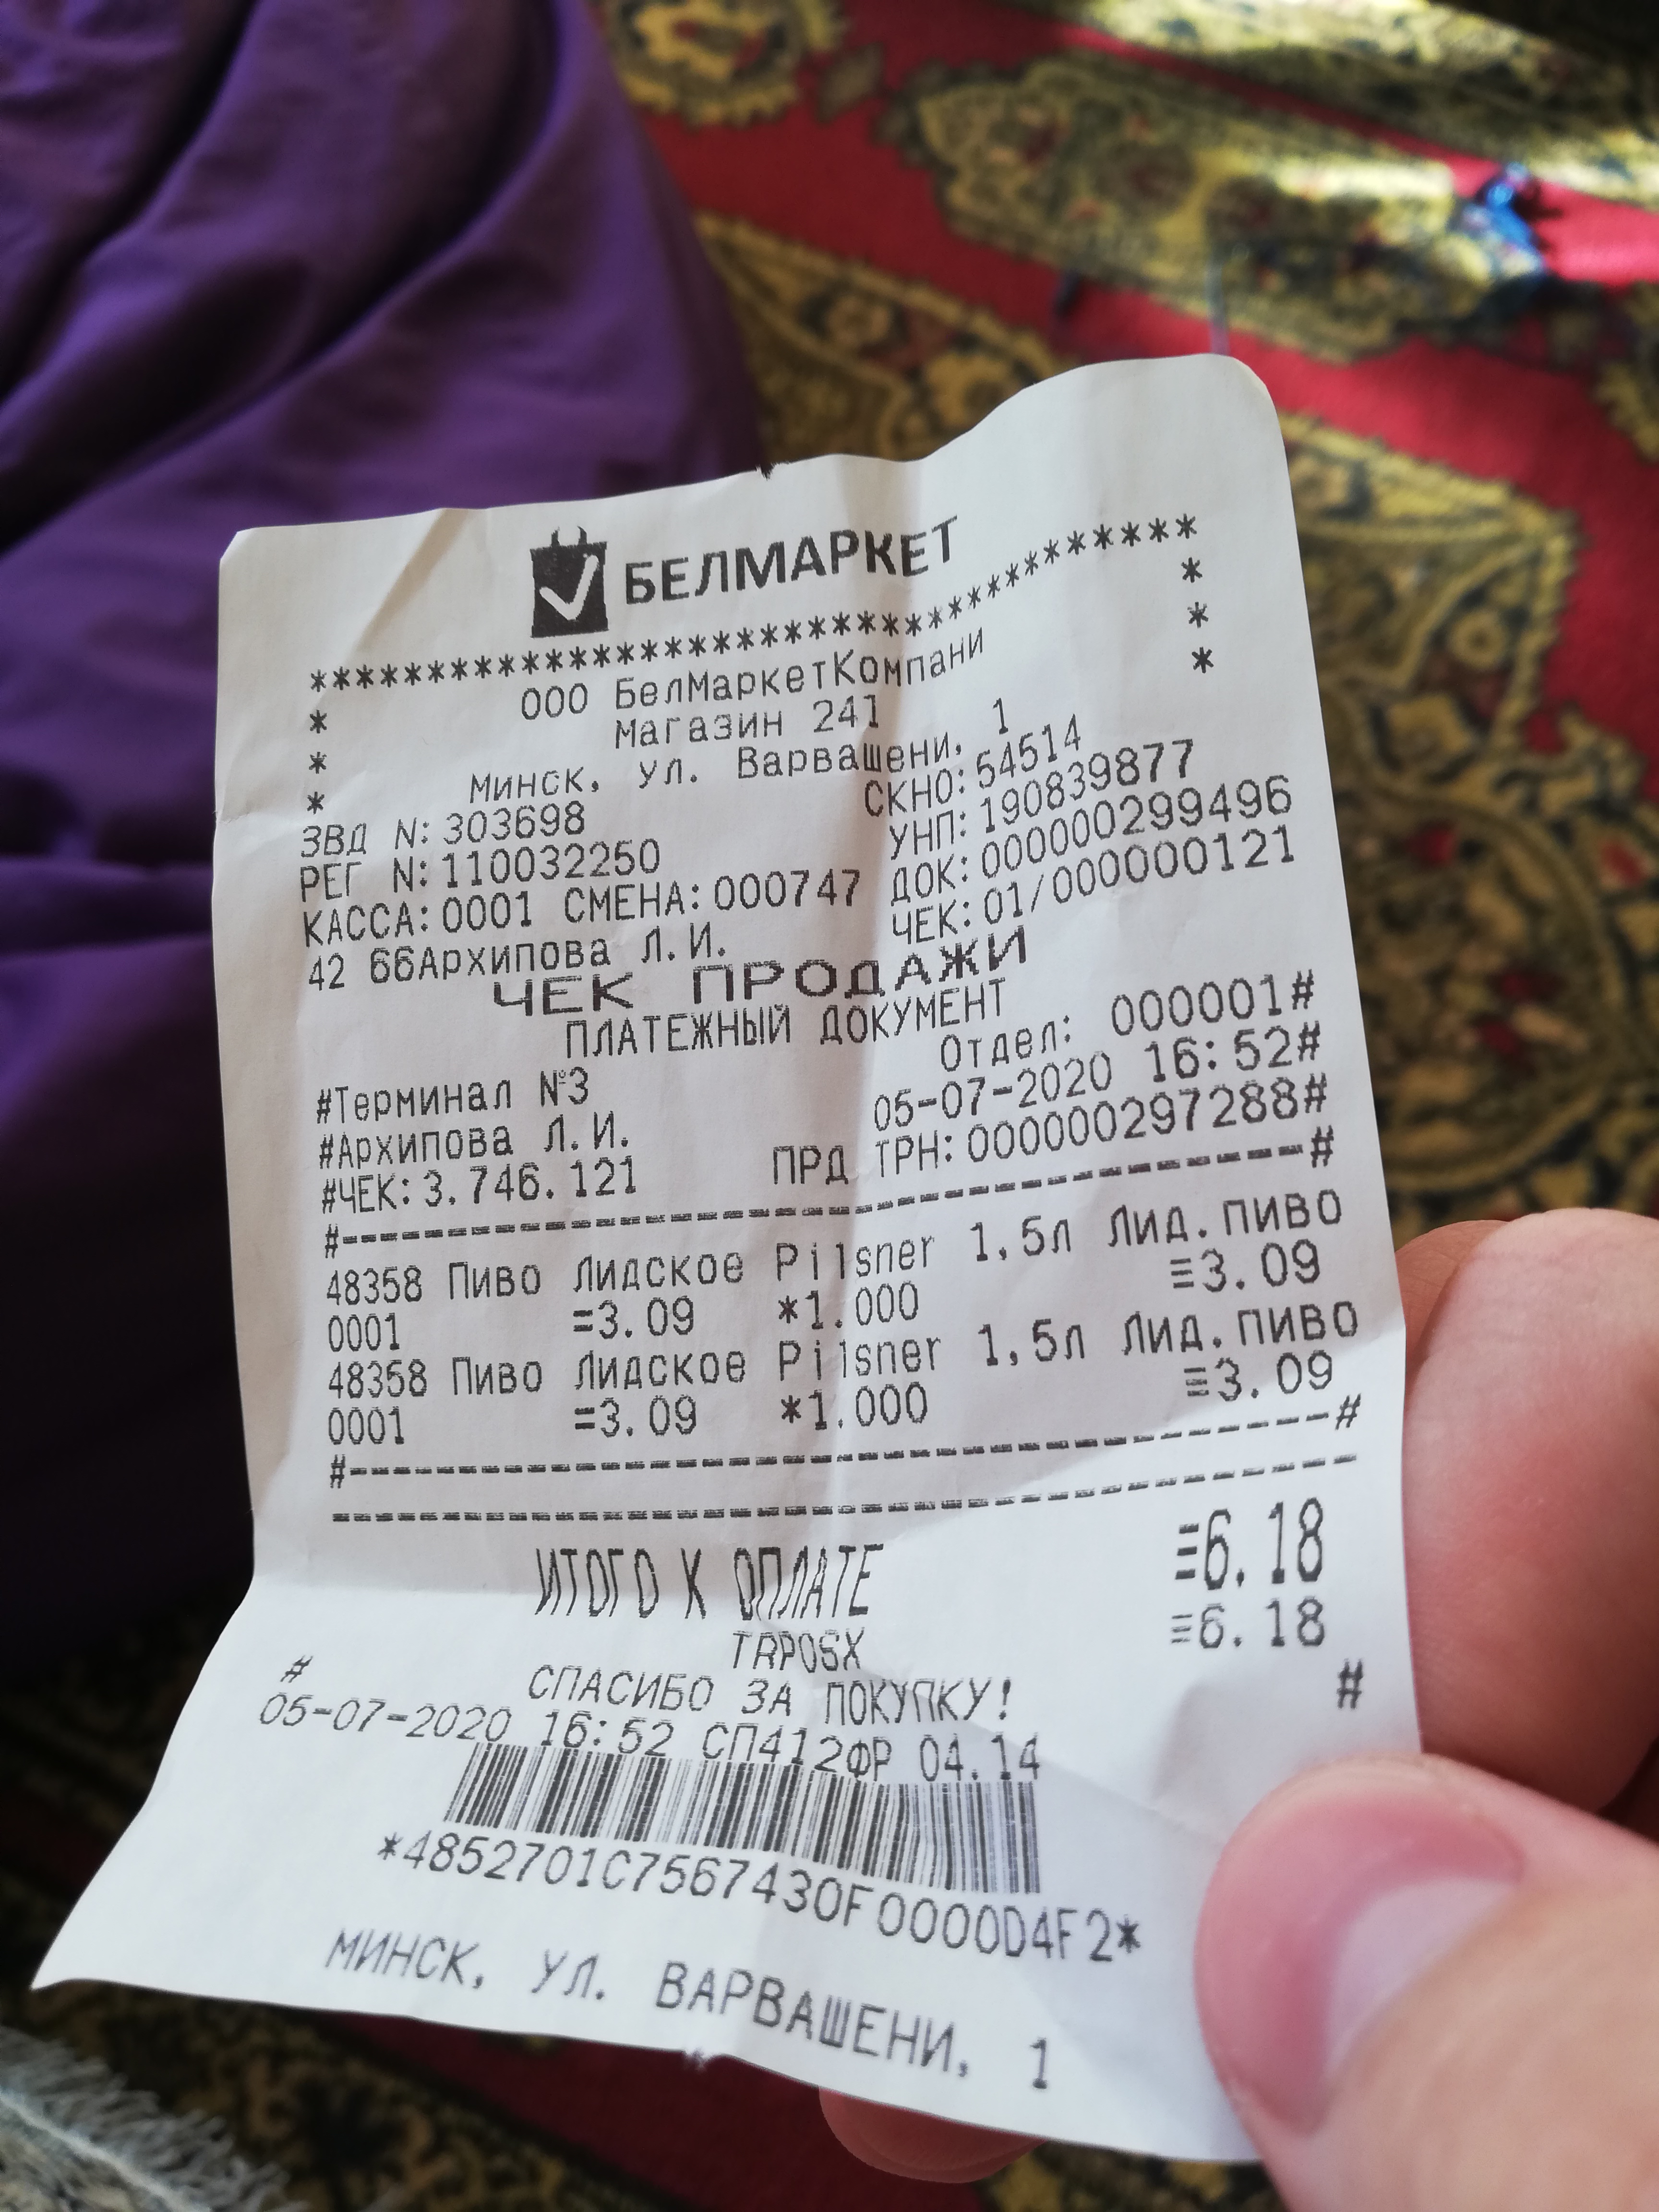 БЕЛМАРКЕТ
****************************************
* ООО БелМаркетКомпани *
* Магазин 241 *
* Минск, ул. Варвашени, 1 *
ЗВД N: 303698 СКНО: 54514
РЕГ N: 110032250 УНП: 190839877
КАССА: 0001 СМЕНА: 000747 ДОК: 000000299496
42 66Архипова Л.И. ЧЕК: 01/000000121
ЧЕК ПРОДАЖИ
ПЛАТЕЖНЫЙ ДОКУМЕНТ
#Терминал №3 Отдел: 000001#
#Архипова Л.И. 05-07-2020 16:52#
#ЧЕК: 3.746.121 ПРД ТРН: 000000297288#
#----------------------------------------#
48358 Пиво Лидское Pilsner 1,5л Лид.пиво
0001 =3.09 *1.000 ≡3.09
48358 Пиво Лидское Pilsner 1,5л Лид.пиво
0001 =3.09 *1.000 ≡3.09
#----------------------------------------#
------------------------------------------
ИТОГО К ОПЛАТЕ ≡6.18
TRPOSX ≡6.18
# СПАСИБО ЗА ПОКУПКУ! #
05-07-2020 16:52 СП412ФР 04.14
*4852701C7567430F0000D4F2*
МИНСК, УЛ. ВАРВАШЕНИ, 1